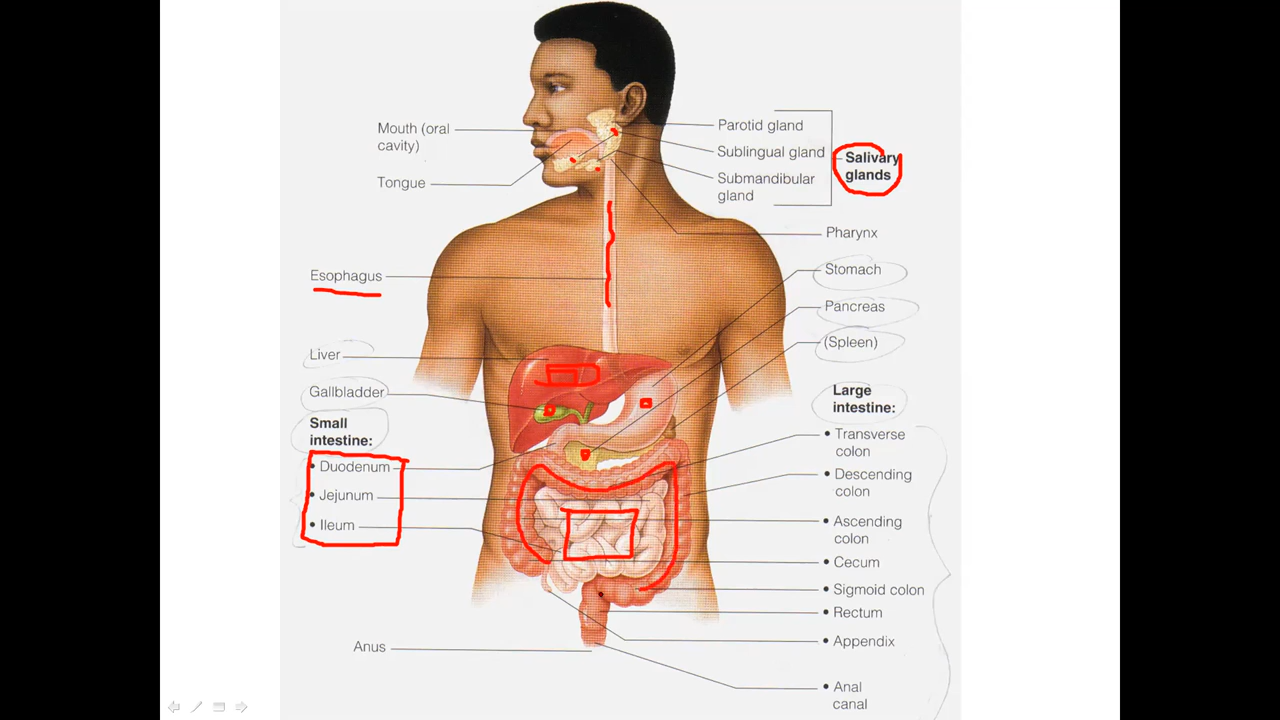 Mouth (oral
cavity)
Tongue
Esophagus
Liver
Gallbladder
Small
intestine:
• Duodenum
• Jejunum
• Ileum
Anus
Parotid gland
Sublingual gland
Submandibular
gland
Salivary
glands
Pharynx
Stomach
Pancreas
(Spleen)
Large
intestine:
• Transverse
colon
• Descending
colon
• Ascending
colon
• Cecum
• Sigmoid colon
• Rectum
• Appendix
• Anal
canal